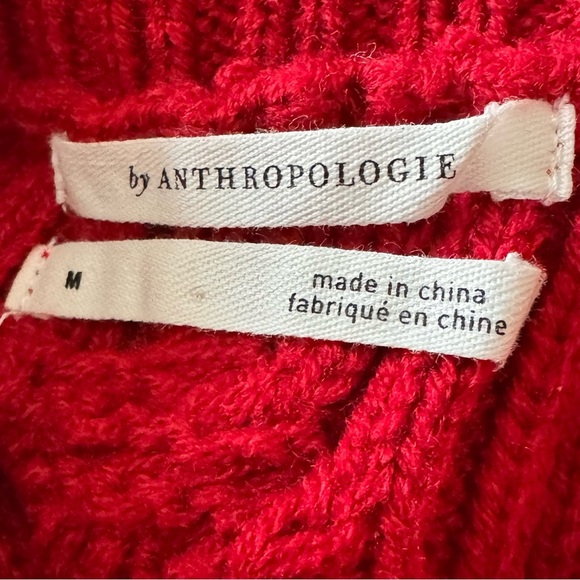 by ANTHROPOLOGIE
M
made in china
fabriqué en chine